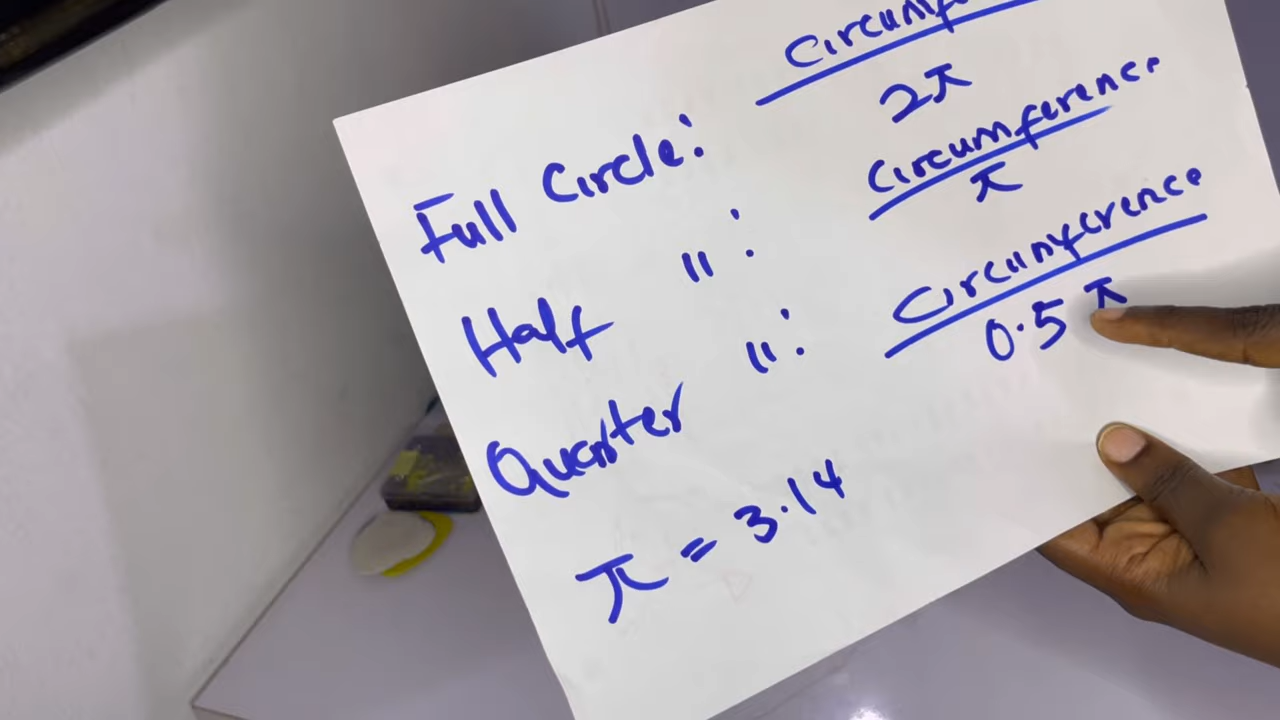 Full Circle:
2π
Half ":
Circumference
π
Quarter ":
Circumference
0.5 π
π = 3.14